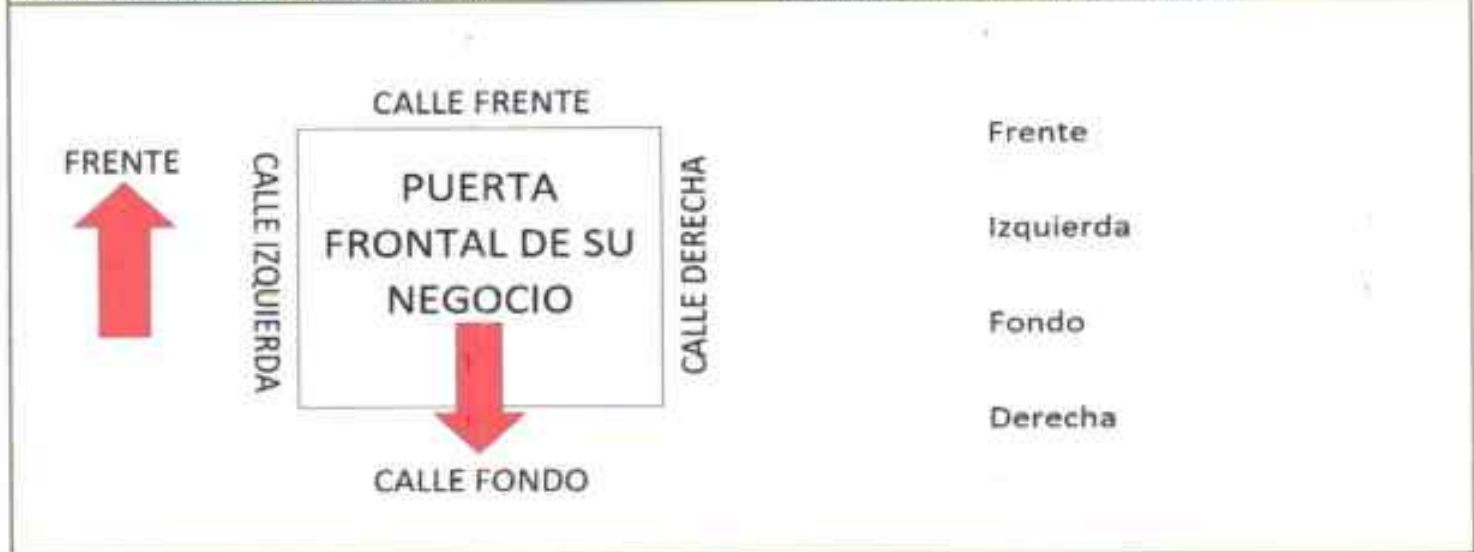 CALLE FRENTE
FRENTE
CALLE IZQUIERDA
PUERTA
FRONTAL DE SU
NEGOCIO
CALLE DERECHA
CALLE FONDO
Frente
Izquierda
Fondo
Derecha